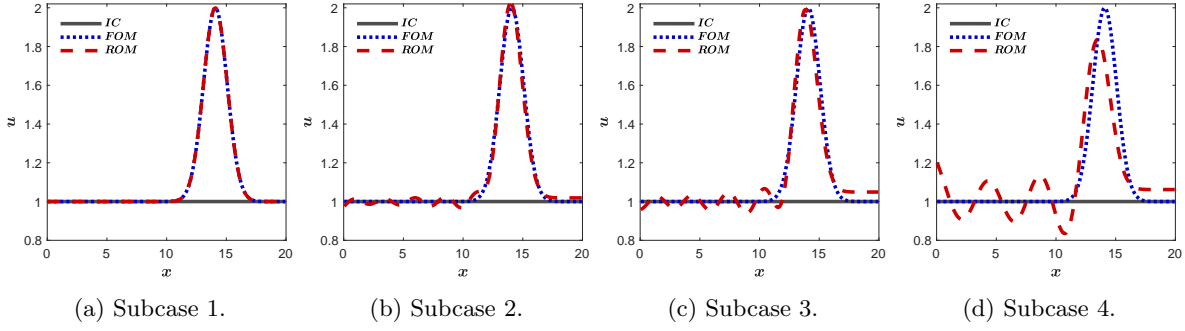 2
1.8
1.6
1.4
1.2
1
0.8
u
IC
FOM
ROM
0 5 10 15 20
x
(a) Subcase 1.
2
1.8
1.6
1.4
1.2
1
0.8
u
IC
FOM
ROM
0 5 10 15 20
x
(b) Subcase 2.
2
1.8
1.6
1.4
1.2
1
0.8
u
IC
FOM
ROM
0 5 10 15 20
x
(c) Subcase 3.
2
1.8
1.6
1.4
1.2
1
0.8
u
IC
FOM
ROM
0 5 10 15 20
x
(d) Subcase 4.